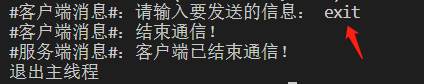 #客户端消息#：请输入要发送的信息： exit
#客户端消息#：结束通信！
#服务端消息#：客户端已结束通信！
退出主线程